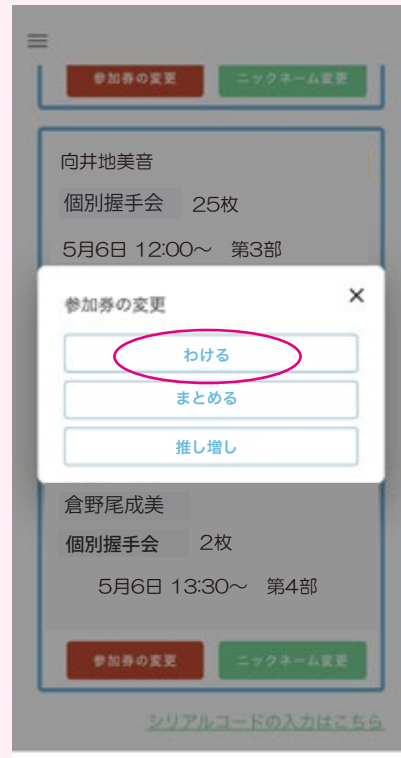 参加券の変更 ニックネーム変更
向井地美音
個別握手会 25枚
5月6日 12:00〜 第3部
参加券の変更 ×
わける
まとめる
推し増し
倉野尾成美
個別握手会 2枚
5月6日 13:30〜 第4部
参加券の変更 ニックネーム変更
シリアルコードの入力はこちら